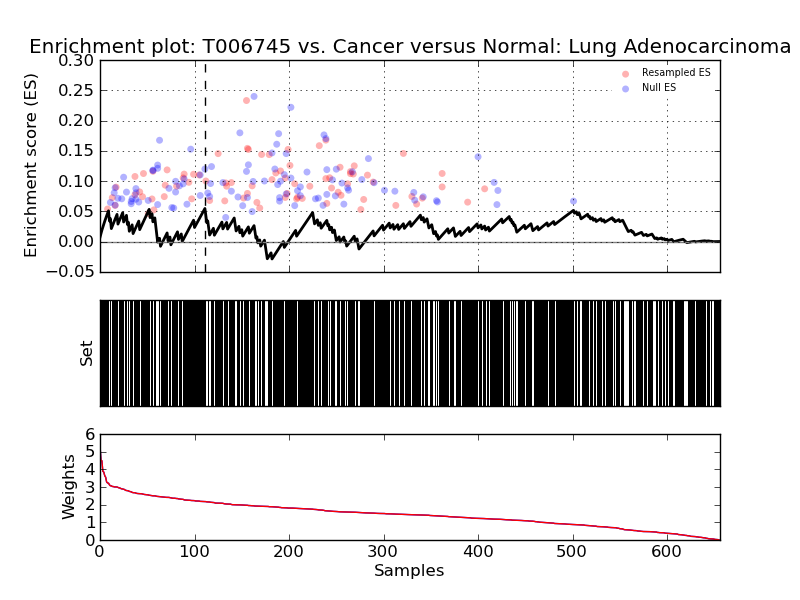 Enrichment plot: T006745 vs. Cancer versus Normal: Lung Adenocarcinoma
Enrichment score (ES)
0.30
0.25
0.20
0.15
0.10
0.05
0.00
−0.05
Resampled ES
Null ES
Set
Weights
6
5
4
3
2
1
0
0 100 200 300 400 500 600
Samples